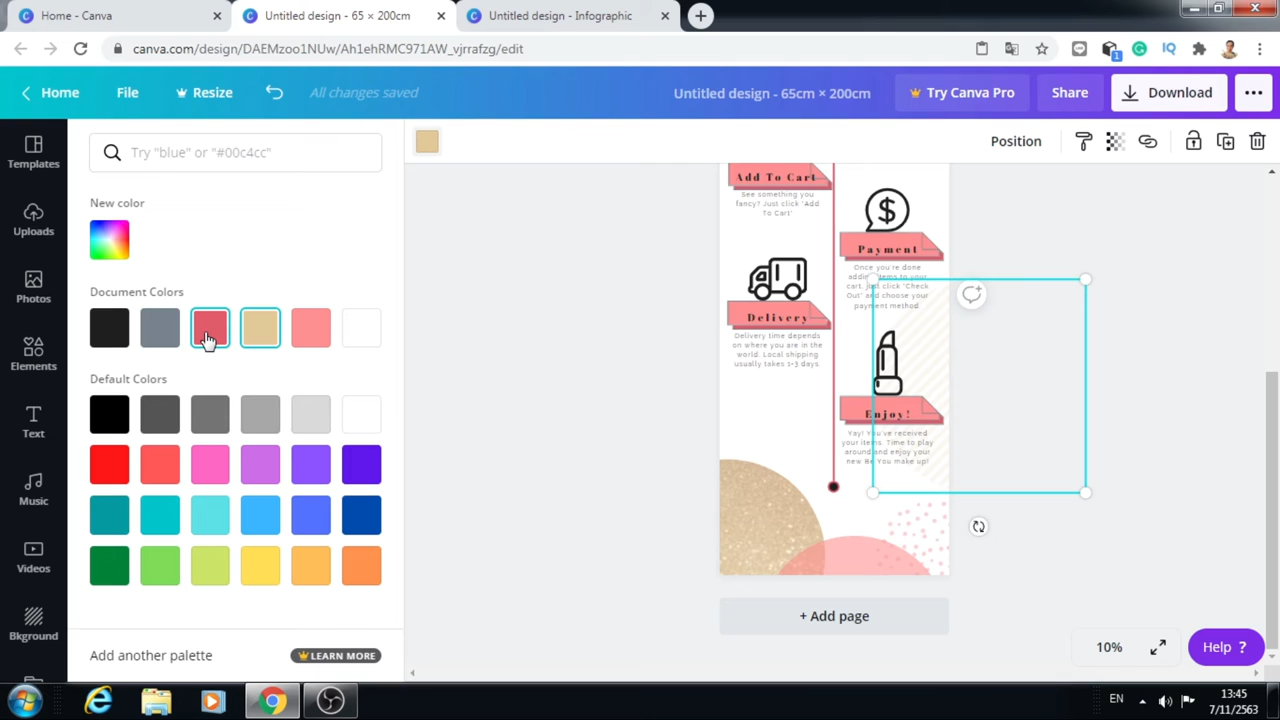 Home - Canva
Untitled design - 65 × 200cm
Untitled design - Infographic
canva.com/design/DAEMzoo1NUw/Ah1ehRMC971AW_vjrrafzg/edit
1
IQ
Home
File
Resize
All changes saved
Untitled design - 65cm × 200cm
Try Canva Pro
Share
Download
Templates
Uploads
Photos
Elements
Text
Music
Videos
Bkground
Try "blue" or "#00c4cc"
New color
Document Colors
Default Colors
Add another palette
LEARN MORE
Position
Add To Cart
See something you
fancy? Just click 'Add
To Cart'
$
Payment
Once you're done
adding items to your
cart, just click 'Check
Out' and choose your
payment method.
Delivery
Delivery time depends
on where you are in the
world. Local shipping
usually takes 1-3 days.
Enjoy!
Yay! You've received
your items. Time to play
around and enjoy your
new Be You make up!
+ Add page
10%
Help ?
EN
13:45
7/11/2563